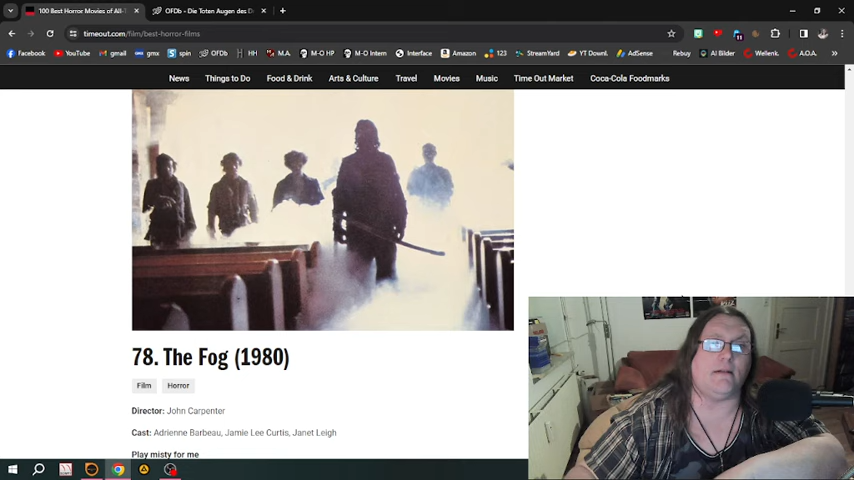 100 Best Horror Movies of All-T
OFDb - Die Toten Augen des D
timeout.com/film/best-horror-films
Facebook YouTube gmail gmx spin OFDb HH M.A. M-O HP M-O Intern Interface Amazon 123 StreamYard YT Downl. AdSense Rebuy AI Bilder Wellenk. A.O.A.
News Things to Do Food & Drink Arts & Culture Travel Movies Music Time Out Market Coca-Cola Foodmarks
78. The Fog (1980)
Film Horror
Director: John Carpenter
Cast: Adrienne Barbeau, Jamie Lee Curtis, Janet Leigh
Play misty for me